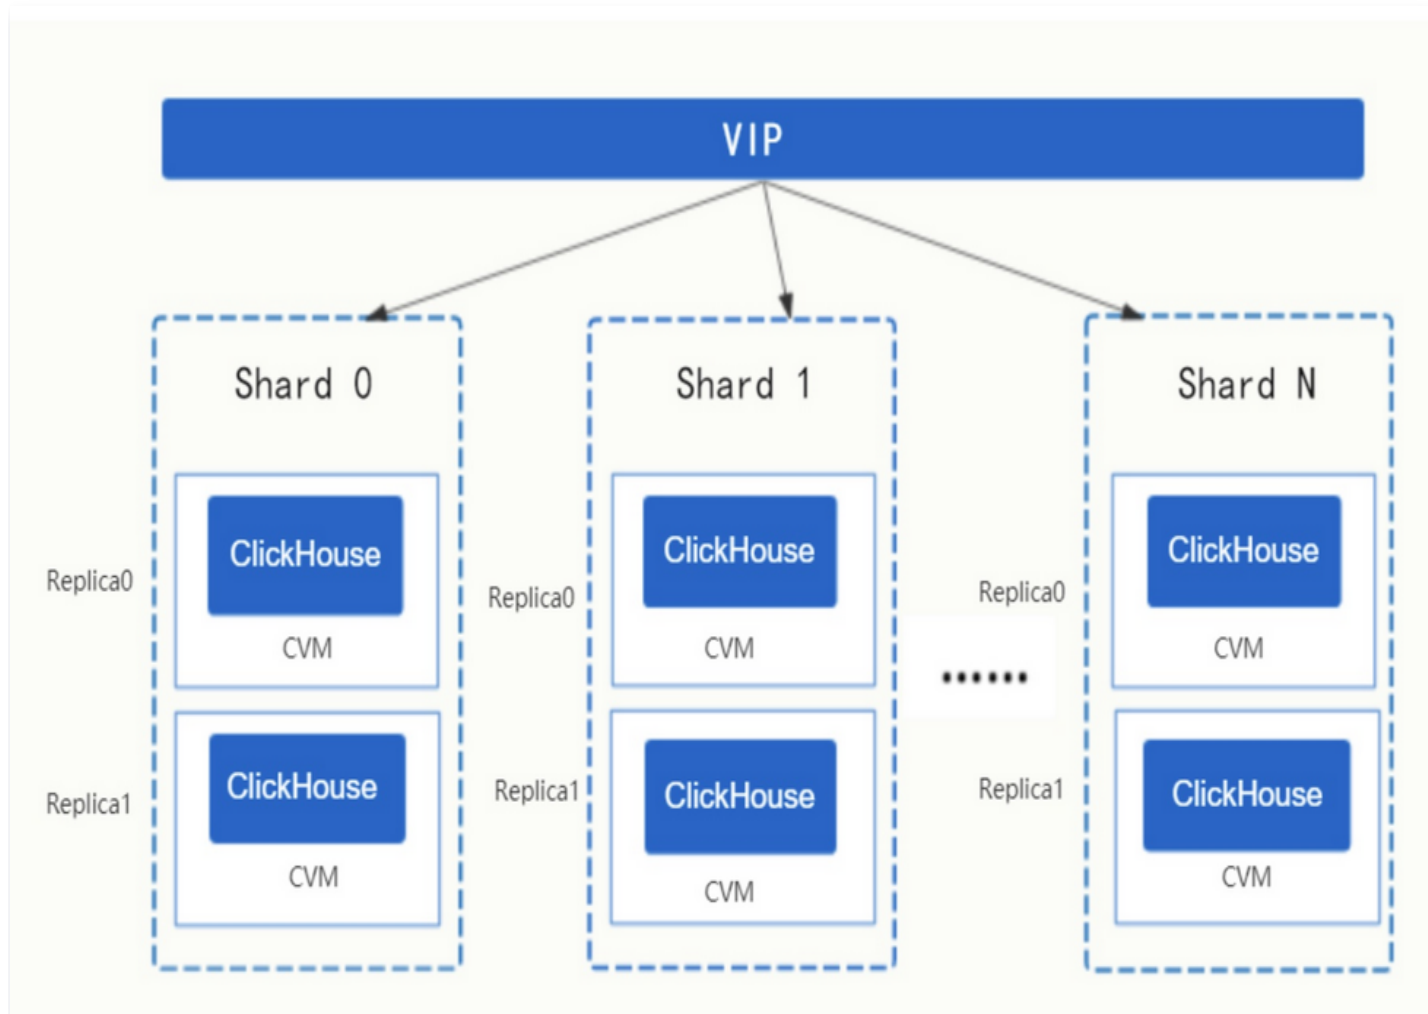 VIP
Shard 0
Shard 1
Shard N
Replica0
ClickHouse
CVM
Replica0
ClickHouse
CVM
Replica0
ClickHouse
CVM
......
Replica1
ClickHouse
CVM
Replica1
ClickHouse
CVM
Replica1
ClickHouse
CVM